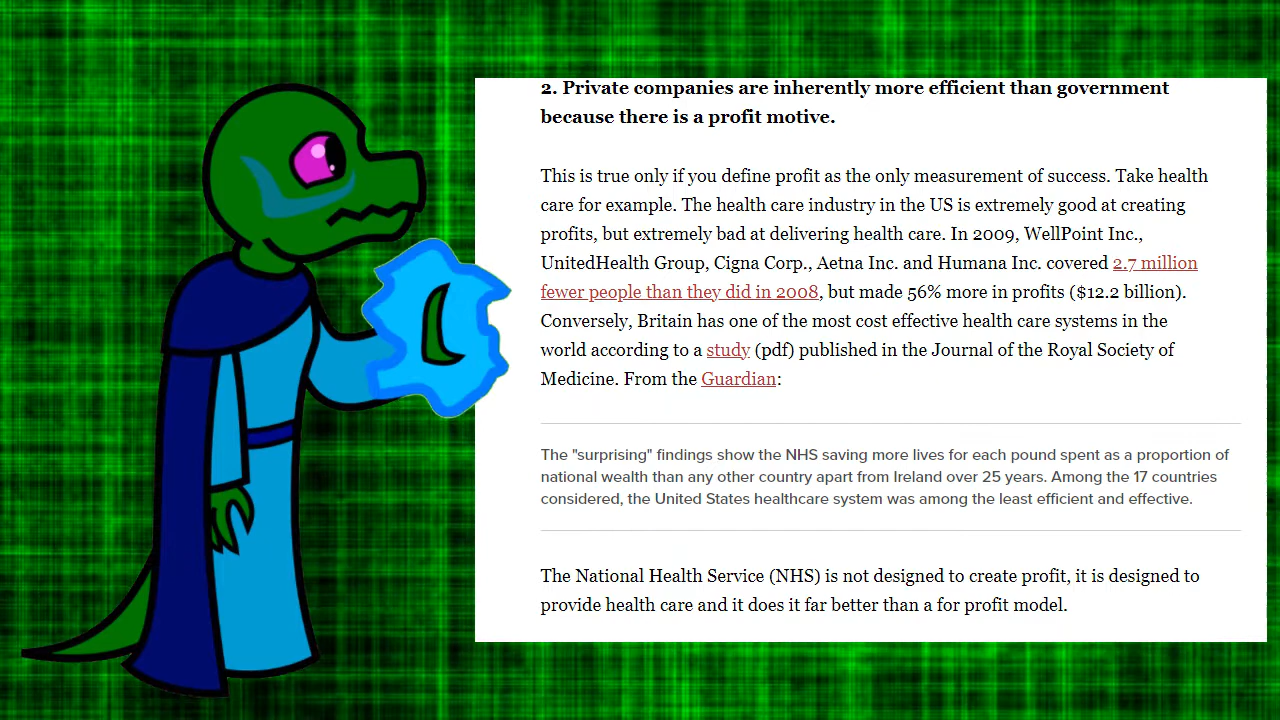 2. Private companies are inherently more efficient than government
because there is a profit motive.
This is true only if you define profit as the only measurement of success. Take health
care for example. The health care industry in the US is extremely good at creating
profits, but extremely bad at delivering health care. In 2009, WellPoint Inc.,
UnitedHealth Group, Cigna Corp., Aetna Inc. and Humana Inc. covered 2.7 million
fewer people than they did in 2008, but made 56% more in profits ($12.2 billion).
Conversely, Britain has one of the most cost effective health care systems in the
world according to a study (pdf) published in the Journal of the Royal Society of
Medicine. From the Guardian:
The "surprising" findings show the NHS saving more lives for each pound spent as a proportion of
national wealth than any other country apart from Ireland over 25 years. Among the 17 countries
considered, the United States healthcare system was among the least efficient and effective.
The National Health Service (NHS) is not designed to create profit, it is designed to
provide health care and it does it far better than a for profit model.